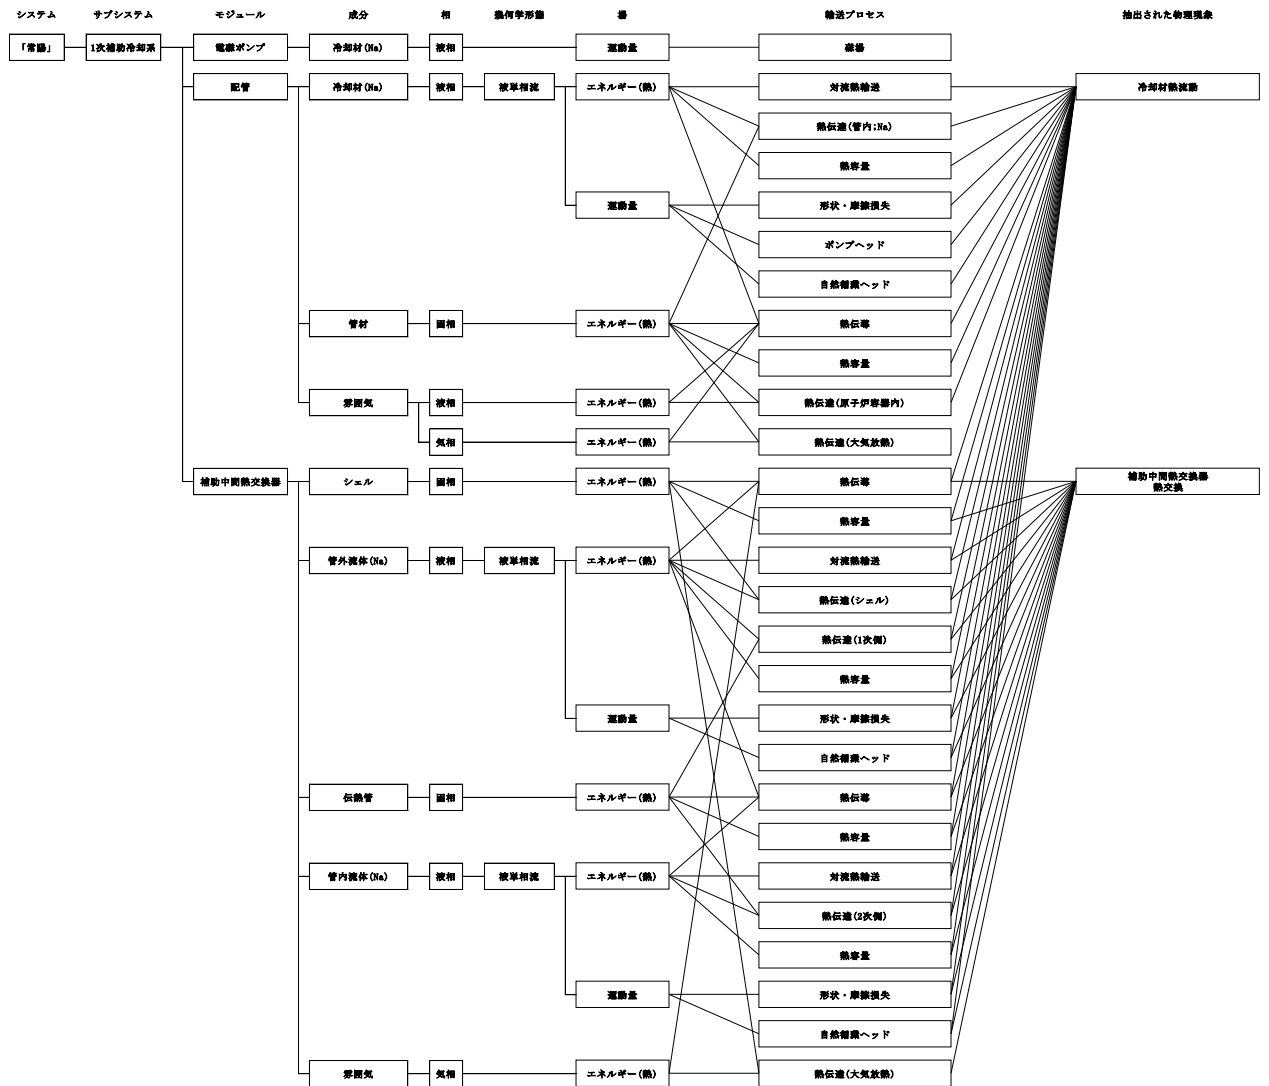 システム サブシステム モジュール 成分 相 幾何学形態 場 輸送プロセス 抽出された物理現象
「常陽」 1次補助冷却系 電磁ポンプ 冷却材(Na) 液相 運動量 磁場
配管 冷却材(Na) 液相 液単相流 エネルギー(熱) 対流熱輸送 冷却材熱流動
熱伝達(管内;Na)
熱容量
運動量 形状・摩擦損失
ポンプヘッド
自然循環ヘッド
管材 固相 エネルギー(熱) 熱伝導
熱容量
雰囲気 液相 エネルギー(熱) 熱伝達(原子炉容器内)
気相 エネルギー(熱) 熱伝達(大気放熱)
補助中間熱交換器 シェル 固相 エネルギー(熱) 熱伝導 補助中間熱交換器
熱交換
熱容量
管外流体(Na) 液相 液単相流 エネルギー(熱) 対流熱輸送
熱伝達(シェル)
熱伝達(1次側)
熱容量
運動量 形状・摩擦損失
自然循環ヘッド
伝熱管 固相 エネルギー(熱) 熱伝導
熱容量
管内流体(Na) 液相 液単相流 エネルギー(熱) 対流熱輸送
熱伝達(2次側)
熱容量
運動量 形状・摩擦損失
自然循環ヘッド
雰囲気 気相 エネルギー(熱) 熱伝達(大気放熱)